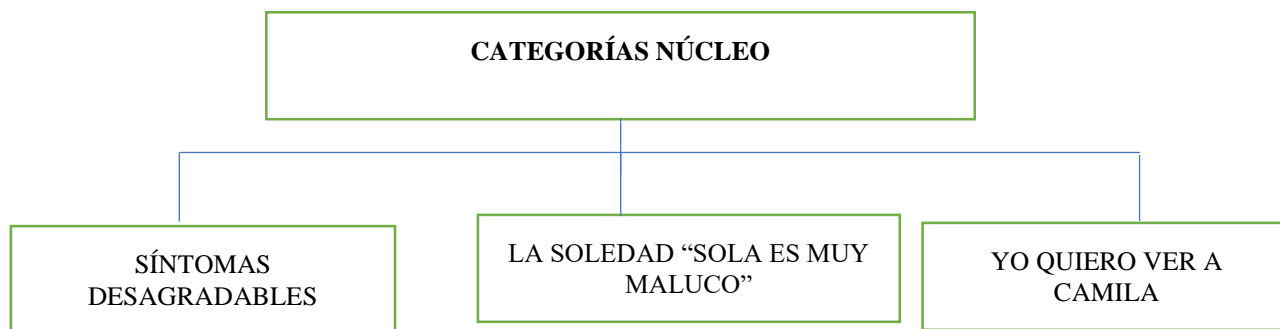 CATEGORÍAS NÚCLEO
SÍNTOMAS
DESAGRADABLES
LA SOLEDAD “SOLA ES MUY
MALUCO”
YO QUIERO VER A
CAMILA